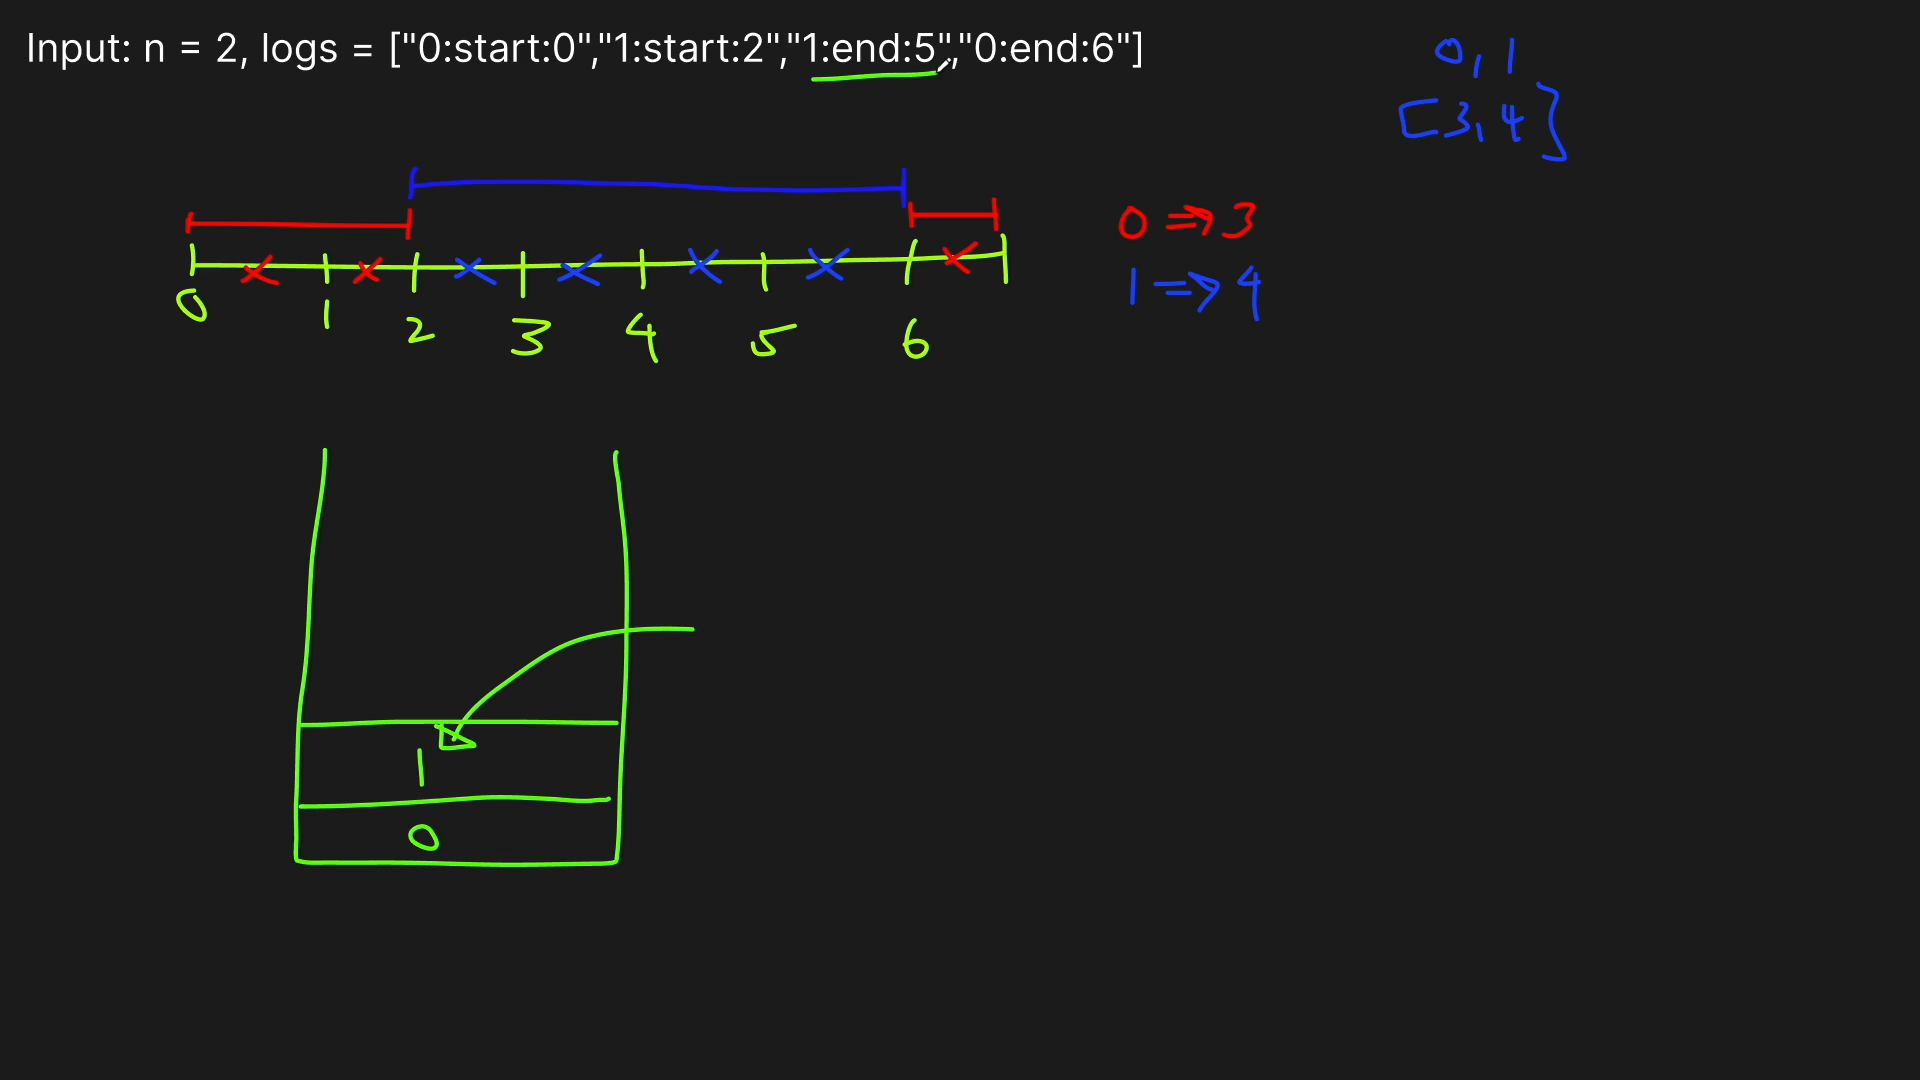 Input: n = 2, logs = ["0:start:0","1:start:2","1:end:5","0:end:6"]
0, 1
[3, 4]
0 => 3
1 => 4
0 1 2 3 4 5 6
1
0